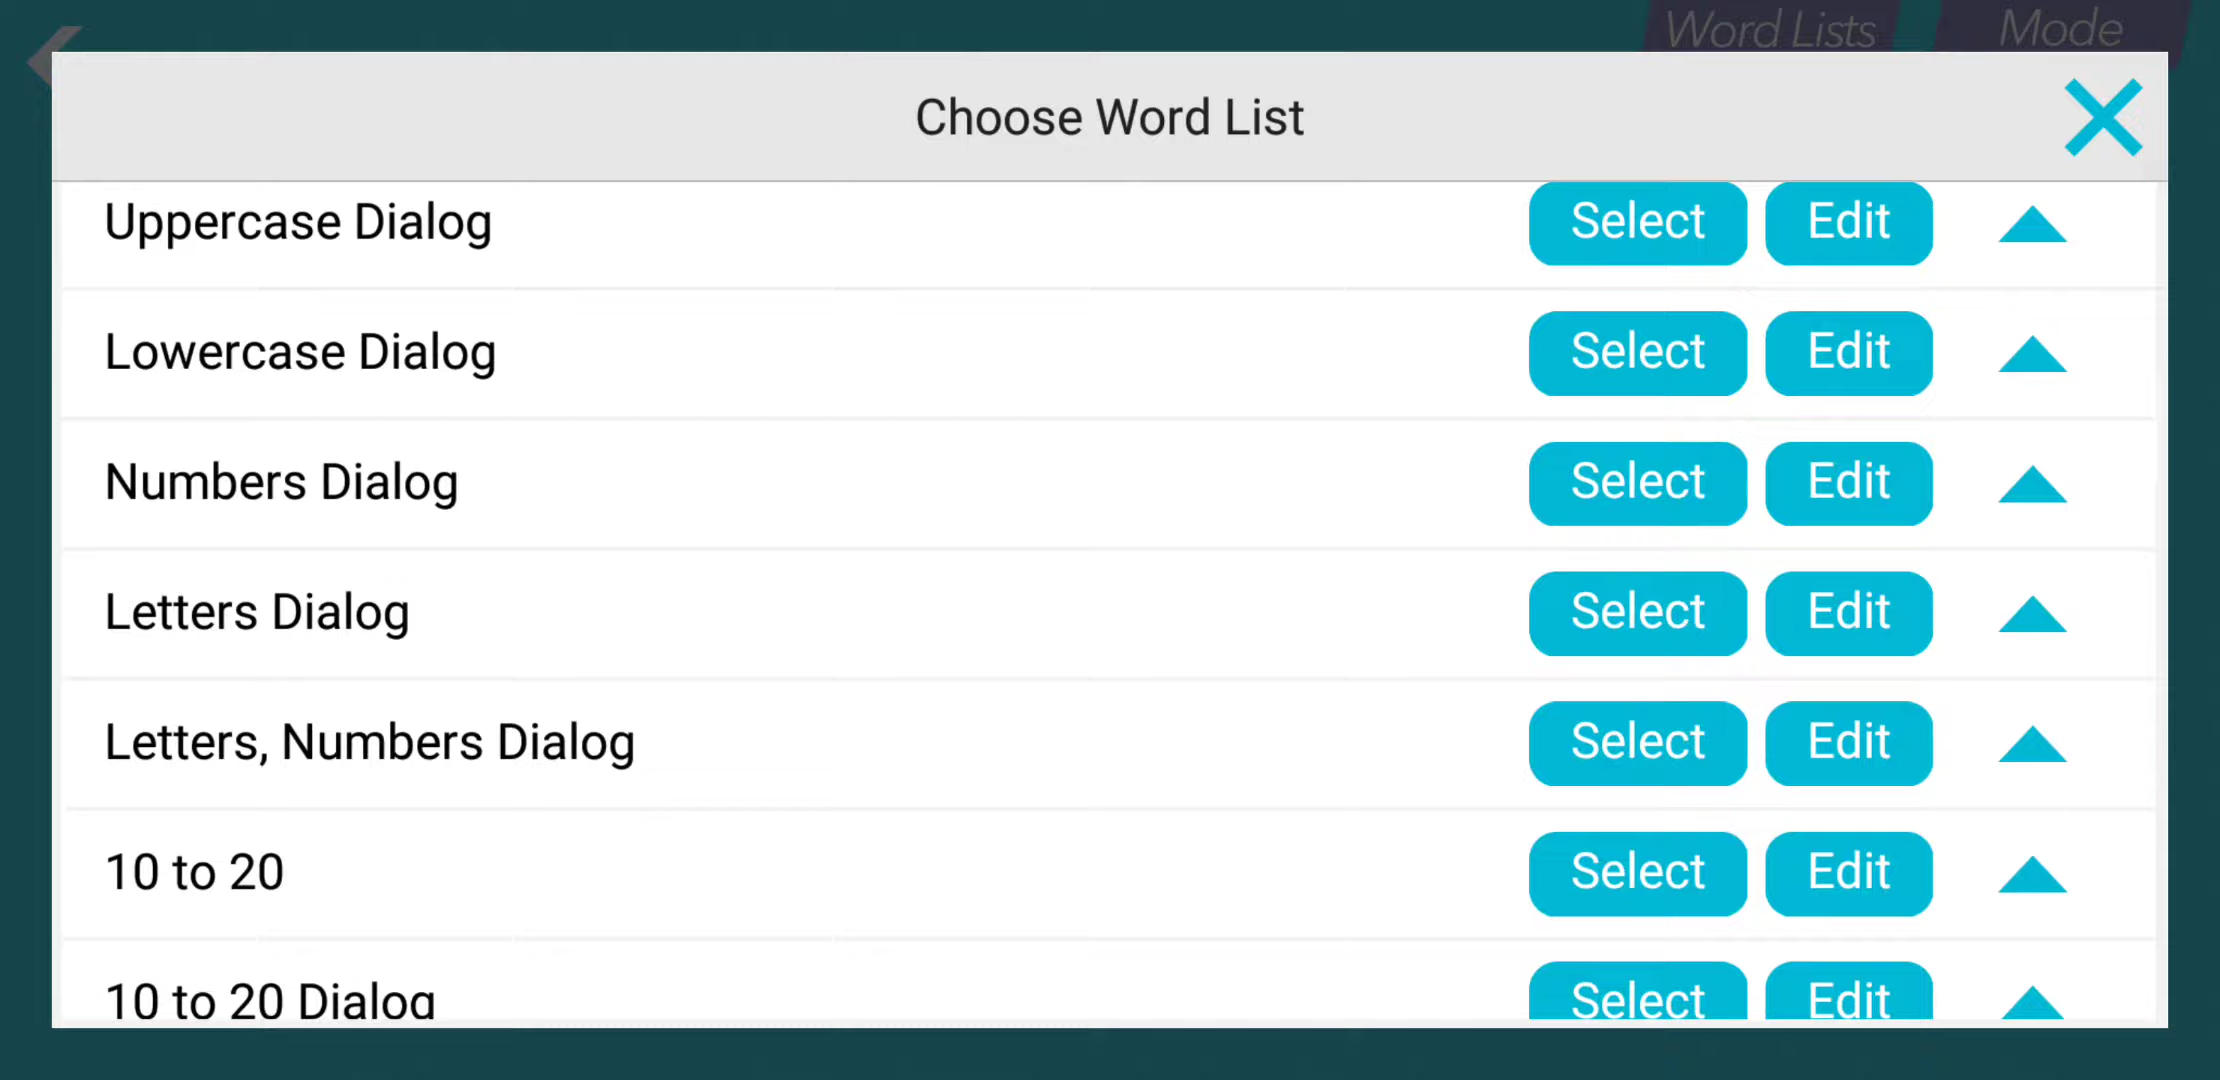 Word Lists Mode
Choose Word List
Uppercase Dialog Select Edit
Lowercase Dialog Select Edit
Numbers Dialog Select Edit
Letters Dialog Select Edit
Letters, Numbers Dialog Select Edit
10 to 20 Select Edit
10 to 20 Dialog Select Edit